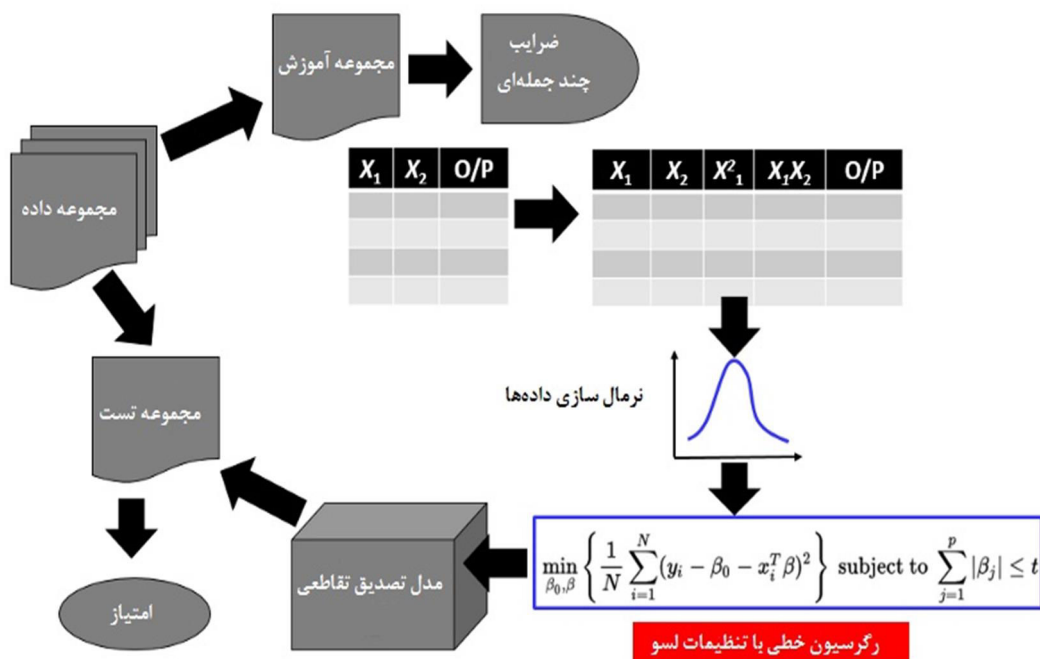 مجموعه آموزش
ضرایب
چند جمله‌ای
مجموعه داده
X₁ X₂ O/P
X₁ X₂ X²₁ X₁X₂ O/P
نرمال سازی داده‌ها
مجموعه تست
مدل تصدیق تقاطعی
min_{β₀,β} { 1/N ∑_{i=1}^{N} (y_i − β₀ − x_i^T β)² } subject to ∑_{j=1}^{p} |β_j| ≤ t
امتیاز
رگرسیون خطی با تنظیمات لسو